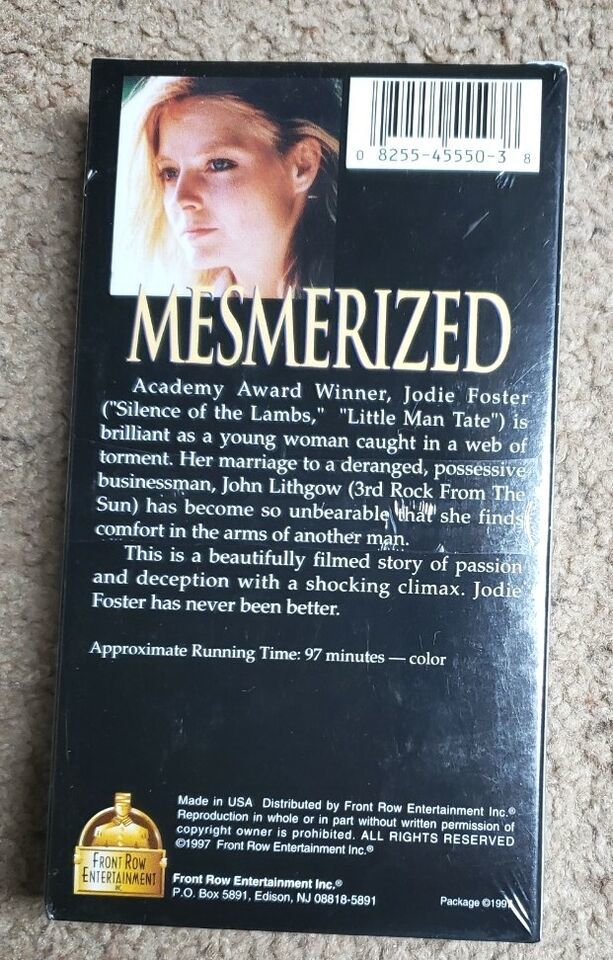 0 8255-45550-3 8
MESMERIZED
Academy Award Winner, Jodie Foster
("Silence of the Lambs," "Little Man Tate") is
brilliant as a young woman caught in a web of
torment. Her marriage to a deranged, possessive
businessman, John Lithgow (3rd Rock From The
Sun) has become so unbearable that she finds
comfort in the arms of another man.
This is a beautifully filmed story of passion
and deception with a shocking climax. Jodie
Foster has never been better.
Approximate Running Time: 97 minutes — color
Made in USA Distributed by Front Row Entertainment Inc.®
Reproduction in whole or in part without written permission of
copyright owner is prohibited. ALL RIGHTS RESERVED
©1997 Front Row Entertainment Inc.®
FRONT ROW
ENTERTAINMENT
INC.
Front Row Entertainment Inc.®
P.O. Box 5891, Edison, NJ 08818-5891
Package ©1997